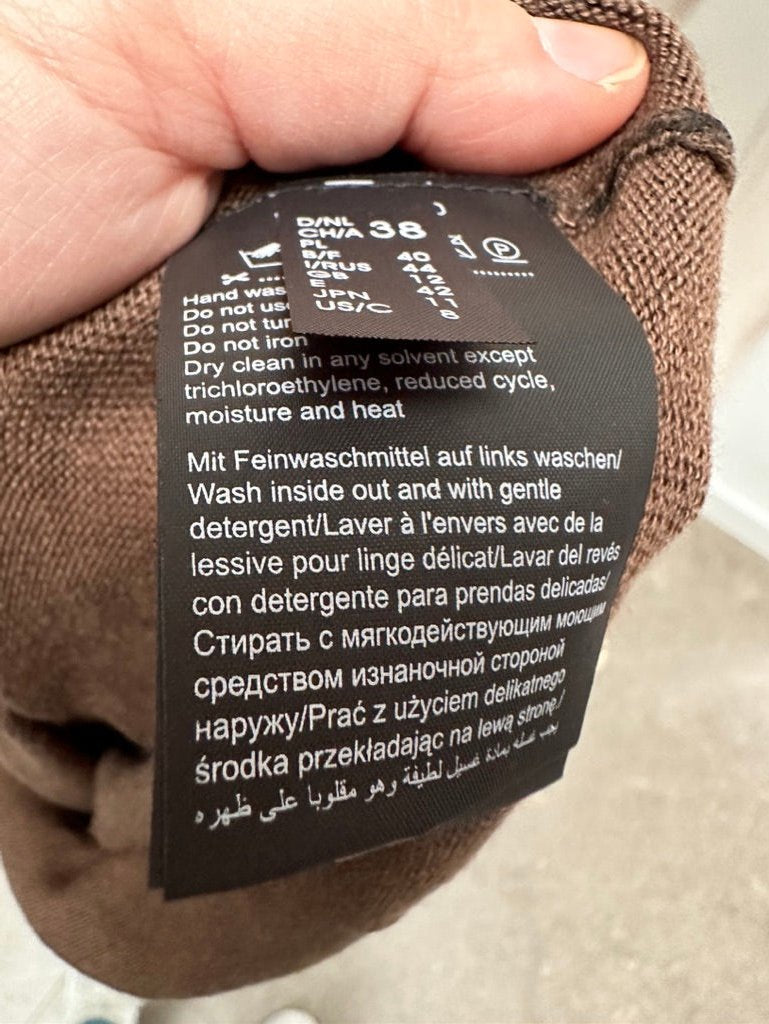 D/NL
CH/A 38
PL
B/F 40
I/RUS 44
GB 12
E 42
JPN 11
US/C 8
P
Hand
Do not
Do not
Do not iron
Dry clean in any solvent except
trichloroethylene, reduced cycle,
moisture and heat
Mit Feinwaschmittel auf links waschen/
Wash inside out and with gentle
detergent/Laver à l'envers avec de la
lessive pour linge délicat/Lavar del revés
con detergente para prendas delicadas/
Стирать с мягкодействующим моющим
средством изнаночной стороной
наружу/Prać z użyciem delikatnego
środka przekładając na lewą stronę/
يجب غسله بمادة غسيل لطيفة وهو مقلوبا على ظهره